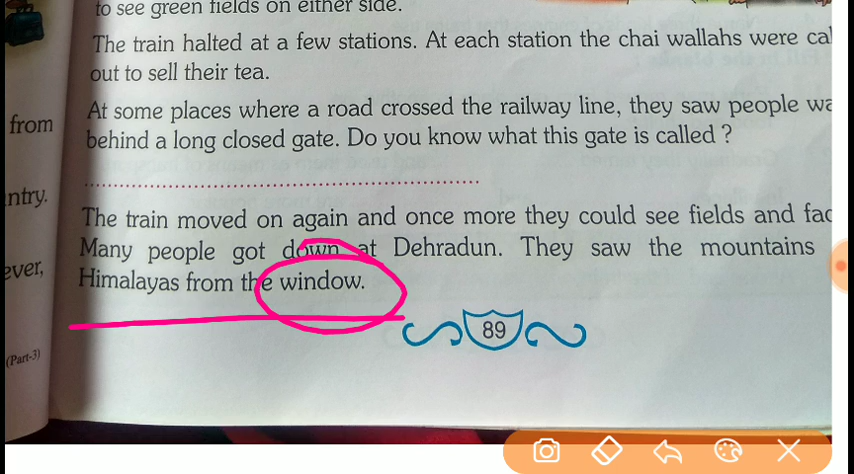 to see green fields on either side.
The train halted at a few stations. At each station the chai wallahs were
out to sell their tea.
At some places where a road crossed the railway line, they saw people
behind a long closed gate. Do you know what this gate is called ?
The train moved on again and once more they could see fields and
Many people got down at Dehradun. They saw the mountains
Himalayas from the window.
89
from
ntry.
ever,
(Part-3)